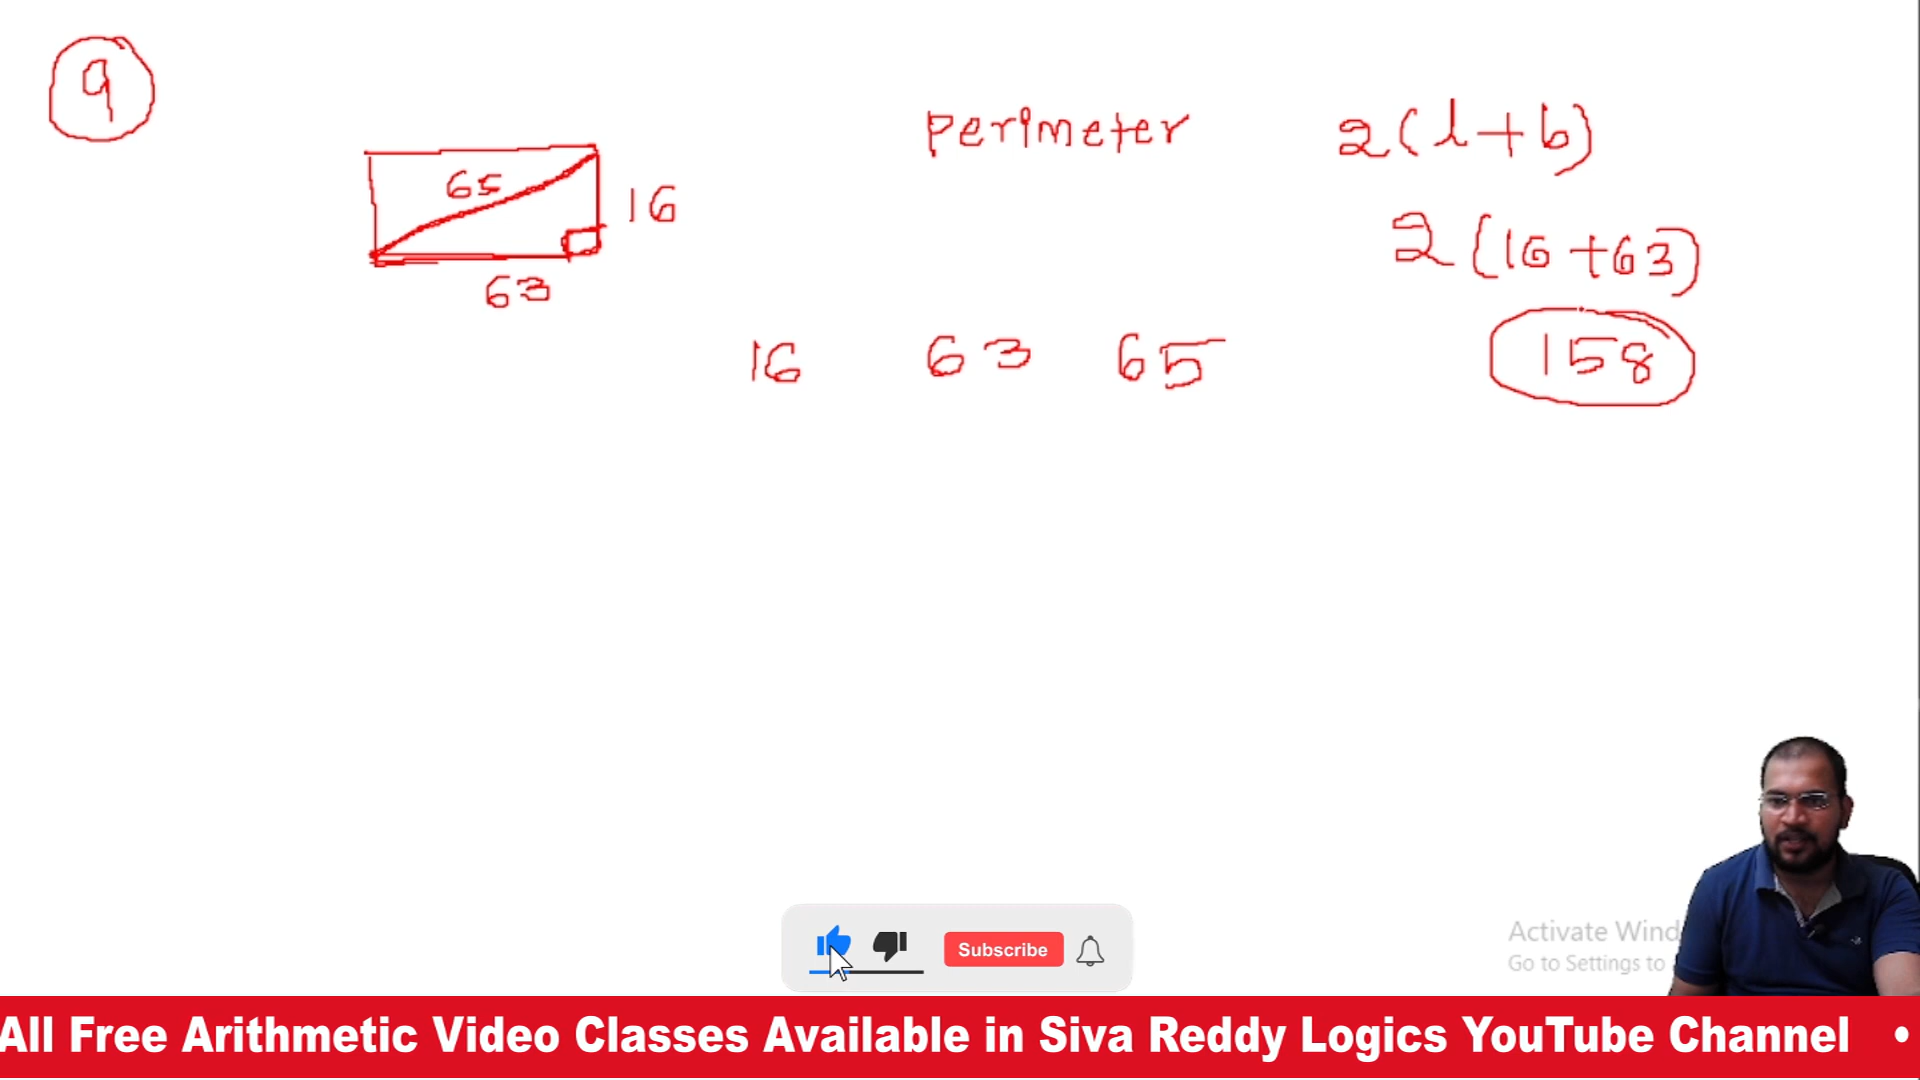 9
perimeter 2(l+b)
65
16
2(16+63)
63
16 63 65
158
Subscribe
Activate Wind
Go to Settings to
All Free Arithmetic Video Classes Available in Siva Reddy Logics YouTube Channel •